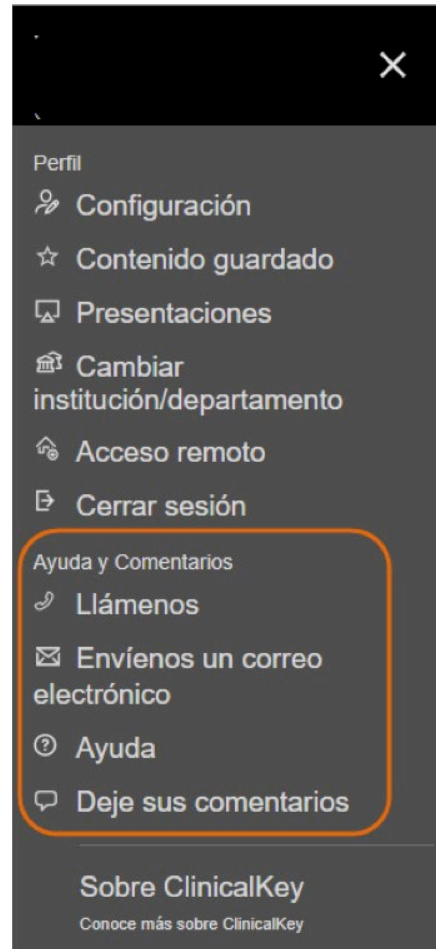 Perfil
Configuración
Contenido guardado
Presentaciones
Cambiar
institución/departamento
Acceso remoto
Cerrar sesión
Ayuda y Comentarios
Llámenos
Envíenos un correo
electrónico
Ayuda
Deje sus comentarios
Sobre ClinicalKey
Conoce más sobre ClinicalKey